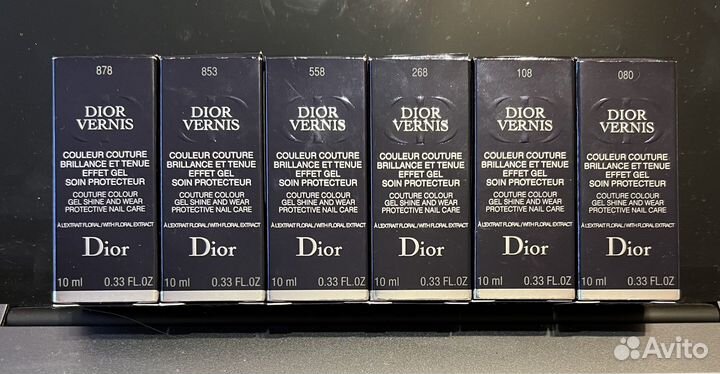 878
DIOR
VERNIS
COULEUR COUTURE
BRILLANCE ET TENUE
EFFET GEL
SOIN PROTECTEUR
COUTURE COLOUR
GEL SHINE AND WEAR
PROTECTIVE NAIL CARE
À L'EXTRAIT FLORAL/WITH FLORAL EXTRACT
Dior
10 ml 0.33 FL.OZ
853
DIOR
VERNIS
COULEUR COUTURE
BRILLANCE ET TENUE
EFFET GEL
SOIN PROTECTEUR
COUTURE COLOUR
GEL SHINE AND WEAR
PROTECTIVE NAIL CARE
À L'EXTRAIT FLORAL/WITH FLORAL EXTRACT
Dior
10 ml 0.33 FL.OZ
558
DIOR
VERNIS
COULEUR COUTURE
BRILLANCE ET TENUE
EFFET GEL
SOIN PROTECTEUR
COUTURE COLOUR
GEL SHINE AND WEAR
PROTECTIVE NAIL CARE
À L'EXTRAIT FLORAL/WITH FLORAL EXTRACT
Dior
10 ml 0.33 FL.OZ
268
DIOR
VERNIS
COULEUR COUTURE
BRILLANCE ET TENUE
EFFET GEL
SOIN PROTECTEUR
COUTURE COLOUR
GEL SHINE AND WEAR
PROTECTIVE NAIL CARE
À L'EXTRAIT FLORAL/WITH FLORAL EXTRACT
Dior
10 ml 0.33 FL.OZ
108
DIOR
VERNIS
COULEUR COUTURE
BRILLANCE ET TENUE
EFFET GEL
SOIN PROTECTEUR
COUTURE COLOUR
GEL SHINE AND WEAR
PROTECTIVE NAIL CARE
À L'EXTRAIT FLORAL/WITH FLORAL EXTRACT
Dior
10 ml 0.33 FL.OZ
080
DIOR
VERNIS
COULEUR COUTURE
BRILLANCE ET TENUE
EFFET GEL
SOIN PROTECTEUR
COUTURE COLOUR
GEL SHINE AND WEAR
PROTECTIVE NAIL CARE
À L'EXTRAIT FLORAL/WITH FLORAL EXTRACT
Dior
10 ml 0.33 FL.OZ
Avito